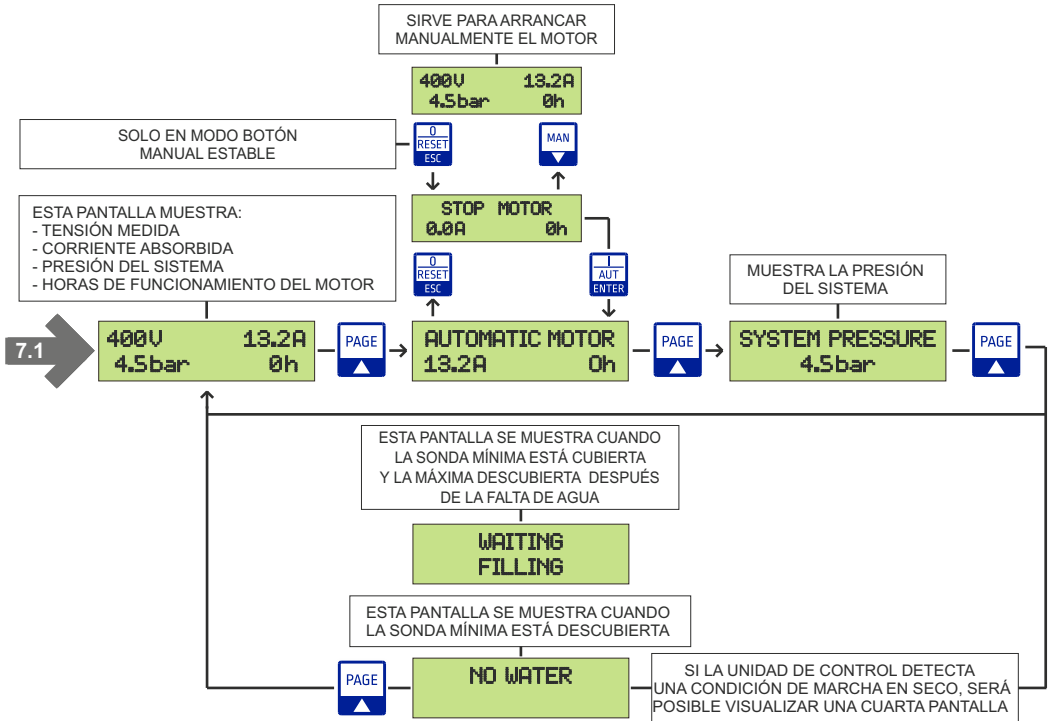 SIRVE PARA ARRANCAR
MANUALMENTE EL MOTOR
400V 13.2A
4.5bar 0h
SOLO EN MODO BOTÓN
MANUAL ESTABLE
0
RESET
ESC
MAN
STOP MOTOR
0.0A 0h
ESTA PANTALLA MUESTRA:
- TENSIÓN MEDIDA
- CORRIENTE ABSORBIDA
- PRESIÓN DEL SISTEMA
- HORAS DE FUNCIONAMIENTO DEL MOTOR
0
RESET
ESC
I
AUT
ENTER
MUESTRA LA PRESIÓN
DEL SISTEMA
7.1
400V 13.2A
4.5bar 0h
PAGE
AUTOMATIC MOTOR
13.2A 0h
PAGE
SYSTEM PRESSURE
4.5bar
PAGE
ESTA PANTALLA SE MUESTRA CUANDO
LA SONDA MÍNIMA ESTÁ CUBIERTA
Y LA MÁXIMA DESCUBIERTA DESPUÉS
DE LA FALTA DE AGUA
WAITING
FILLING
ESTA PANTALLA SE MUESTRA CUANDO
LA SONDA MÍNIMA ESTÁ DESCUBIERTA
PAGE
NO WATER
SI LA UNIDAD DE CONTROL DETECTA
UNA CONDICIÓN DE MARCHA EN SECO, SERÁ
POSIBLE VISUALIZAR UNA CUARTA PANTALLA